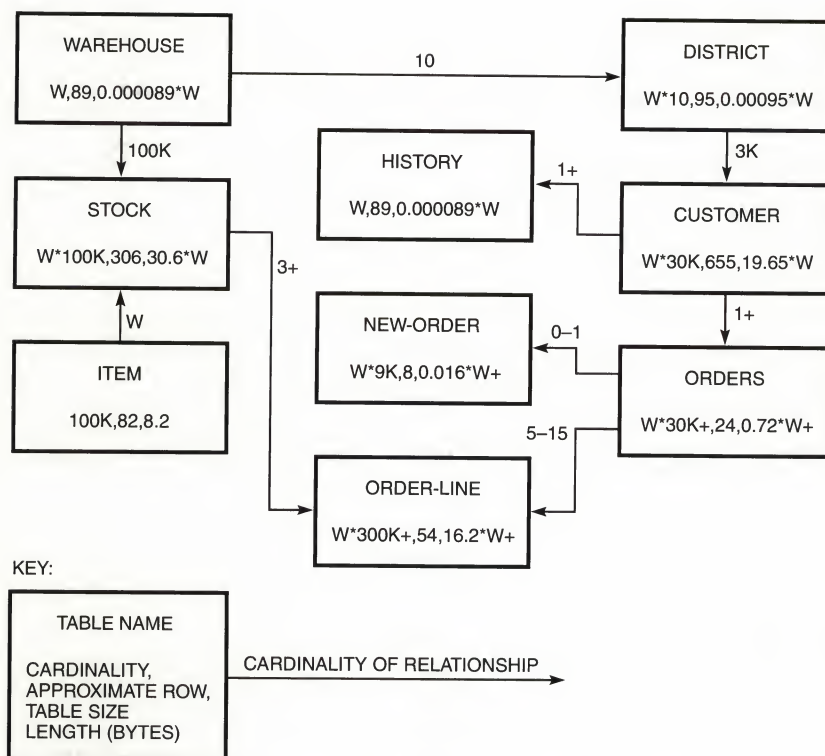 WAREHOUSE
W,89,0.000089*W
10
DISTRICT
W*10,95,0.00095*W
100K
3K
HISTORY
W,89,0.000089*W
1+
STOCK
W*100K,306,30.6*W
CUSTOMER
W*30K,655,19.65*W
3+
W
1+
NEW-ORDER
W*9K,8,0.016*W+
0–1
ITEM
100K,82,8.2
ORDERS
W*30K+,24,0.72*W+
5–15
ORDER-LINE
W*300K+,54,16.2*W+
KEY:
TABLE NAME
CARDINALITY,
APPROXIMATE ROW,
TABLE SIZE
LENGTH (BYTES)
CARDINALITY OF RELATIONSHIP